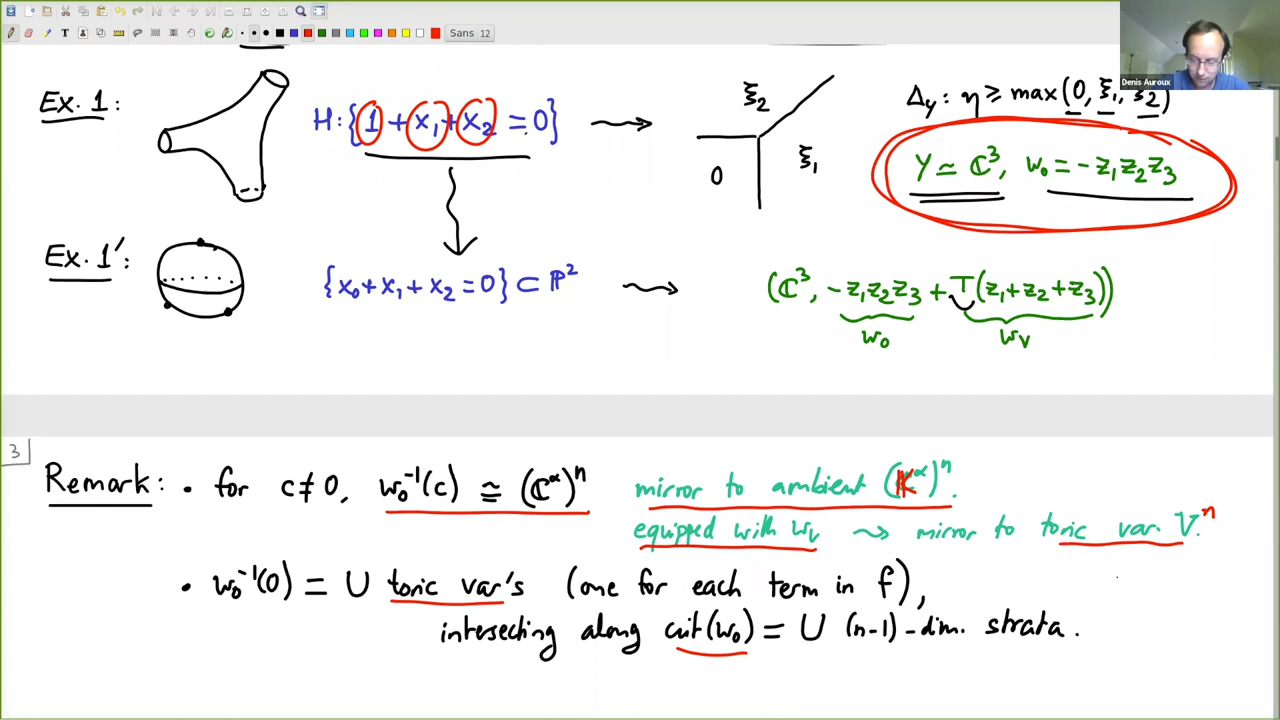 Sans 12
Denis Auroux
Ex. 1:
H: {1 + x₁ + x₂ = 0}
ξ₂
0
ξ₁
Δ_Y : η ≥ max(0, ξ₁, ξ₂)
Y ≃ ℂ³, w₀ = -z₁z₂z₃
Ex. 1':
{x₀+x₁+x₂ = 0} ⊂ ℙ²
(ℂ³, -z₁z₂z₃ + T(z₁+z₂+z₃))
w₀
w_V
3
Remark: • for c≠0, w₀⁻¹(c) ≅ (ℂ*)ⁿ mirror to ambient (𝕂*)ⁿ.
equipped with w_V ⇝ mirror to toric var. Vⁿ.
• w₀⁻¹(0) = ∪ toric var's (one for each term in f),
intersecting along crit(w₀) = ∪ (n-1)-dim. strata.